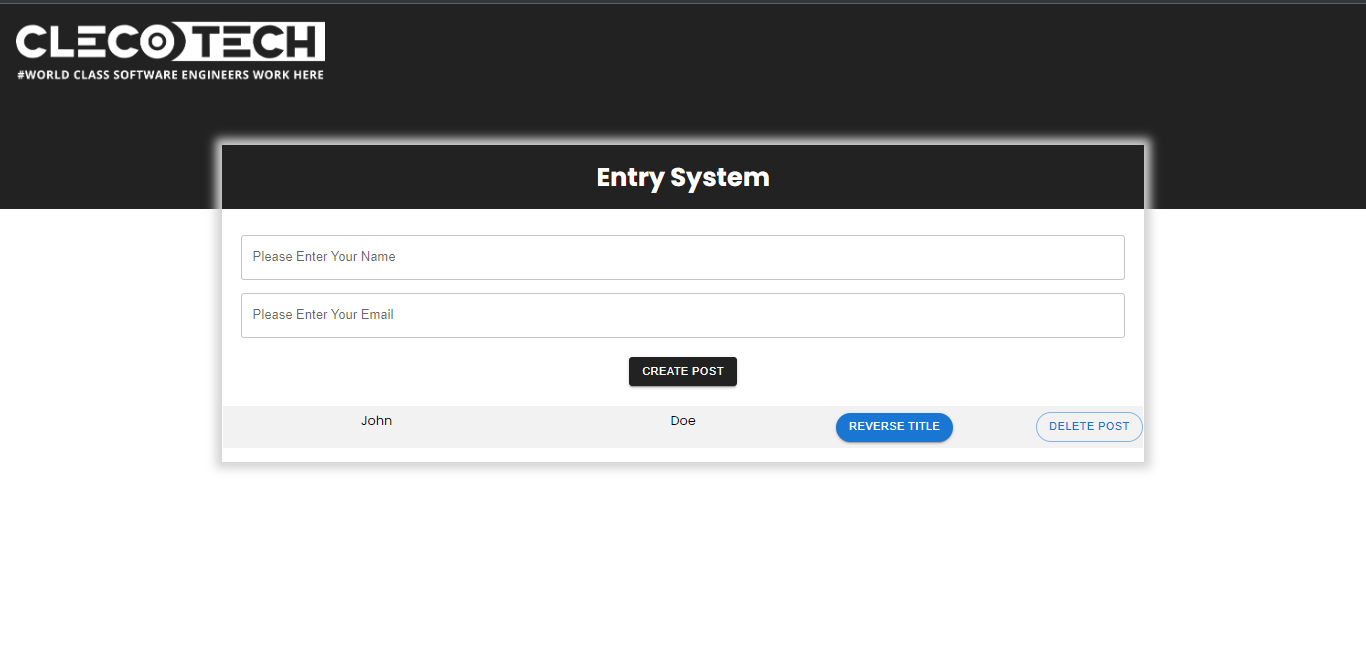 CLECOTECH
#WORLD CLASS SOFTWARE ENGINEERS WORK HERE
Entry System
Please Enter Your Name
Please Enter Your Email
CREATE POST
John Doe REVERSE TITLE DELETE POST